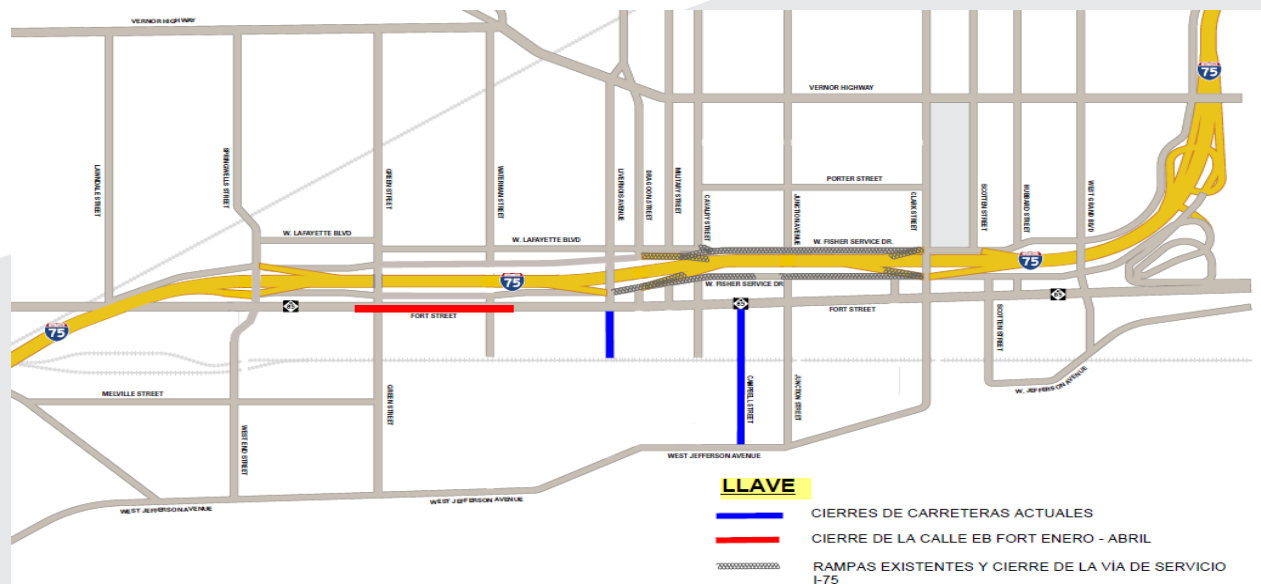 VERNOR HIGHWAY
75
VERNOR HIGHWAY
LAWNDALE STREET
SPRINGWELLS STREET
GREEN STREET
WATERMAN STREET
LIVERNOIS AVENUE
DRAGOON STREET
MILITARY STREET
CAVALRY STREET
JUNCTION AVENUE
PORTER STREET
CLARK STREET
SCOTTEN STREET
HUBBARD STREET
WEST GRAND BLVD
W. LAFAYETTE BLVD
W. LAFAYETTE BLVD
W. FISHER SERVICE DR.
75
75
W. FISHER SERVICE DR.
85
85
85
FORT STREET
FORT STREET
75
SCOTTEN STREET
MELVILLE STREET
GREEN STREET
CAMPBELL STREET
JUNCTION STREET
W. JEFFERSON AVENUE
WEST END STREET
WEST JEFFERSON AVENUE
WEST JEFFERSON AVENUE
WEST JEFFERSON AVENUE
LLAVE
CIERRES DE CARRETERAS ACTUALES
CIERRE DE LA CALLE EB FORT ENERO - ABRIL
RAMPAS EXISTENTES Y CIERRE DE LA VÍA DE SERVICIO
I-75